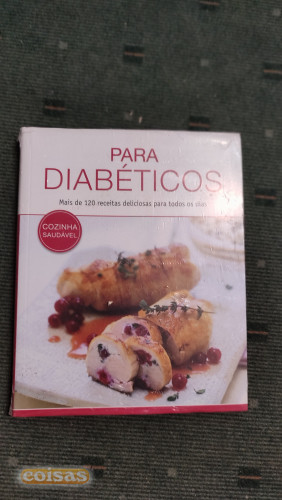 PARA
DIABÉTICOS
Mais de 120 receitas deliciosas para todos os dias
COZINHA
SAUDÁVEL
coisas